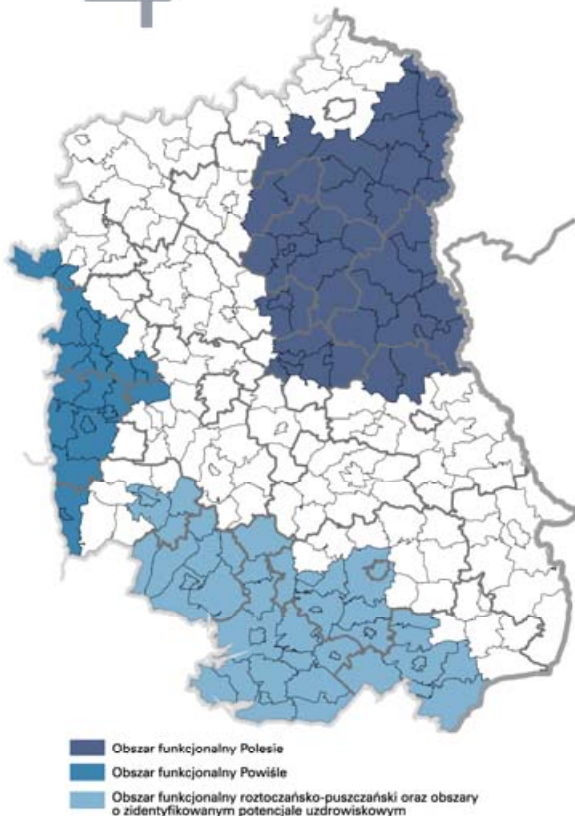 Obszar funkcjonalny Polesie
Obszar funkcjonalny Powiśle
Obszar funkcjonalny roztoczańsko-puszczański oraz obszary
o zidentyfikowanym potencjale uzdrowiskowym